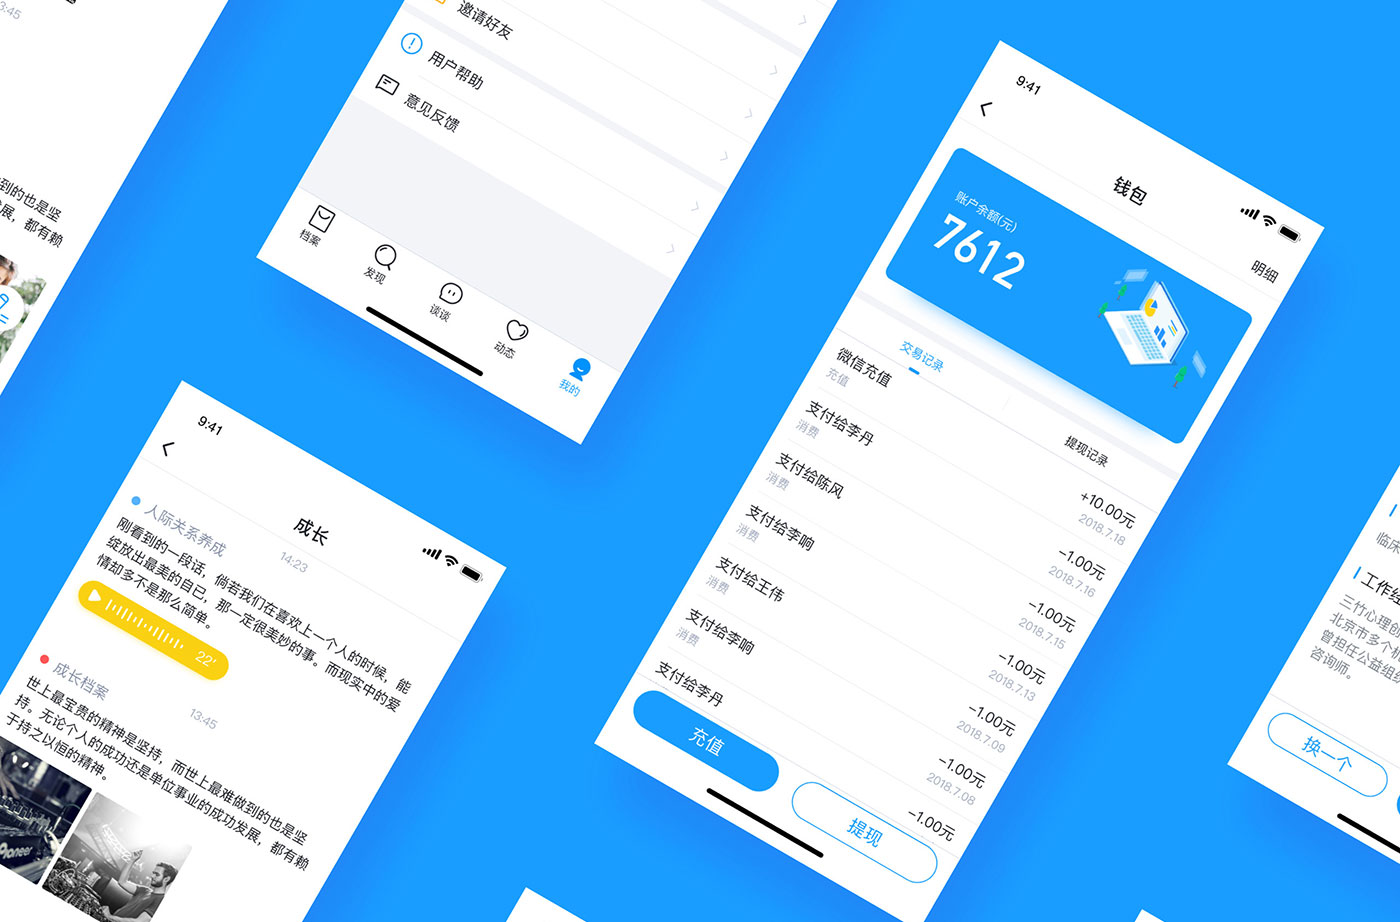 3:45
到的也是坚
展，都有赖
邀请好友
用户帮助
意见反馈
档案
发现
谈谈
动态
我的
9:41
成长
人际关系养成
14:23
刚看到的一段话，倘若我们在喜欢上一个人的时候，能
绽放出最美的自己，那一定很美妙的事。而现实中的爱
情却多不是那么简单。
22'
成长档案
13:45
世上最宝贵的精神是坚持，而世上最难做到的也是坚
持。无论个人的成功还是单位事业的成功发展，都有赖
于持之以恒的精神。
Pioneer
9:41
钱包
明细
账户余额(元)
7612
交易记录
提现记录
微信充值
+10.00元
充值
2018.7.18
支付给李丹
-1.00元
消费
2018.7.16
支付给陈风
-1.00元
消费
2018.7.15
支付给李响
-1.00元
消费
2018.7.13
支付给王伟
-1.00元
消费
2018.7.09
支付给李响
-1.00元
消费
2018.7.08
支付给李丹
-1.00元
充值
提现
临床
工作经
三竹心理创
北京市多个机
曾担任公益组织
咨询师。
换一个